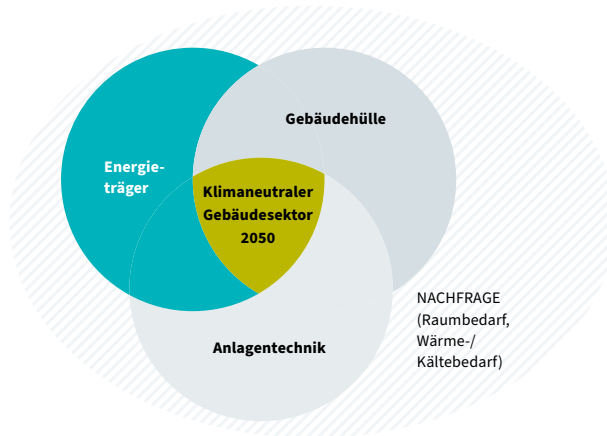 Gebäudehülle
Energie-
träger
Klimaneutraler
Gebäudesektor
2050
NACHFRAGE
(Raumbedarf,
Wärme-/
Kältebedarf)
Anlagentechnik